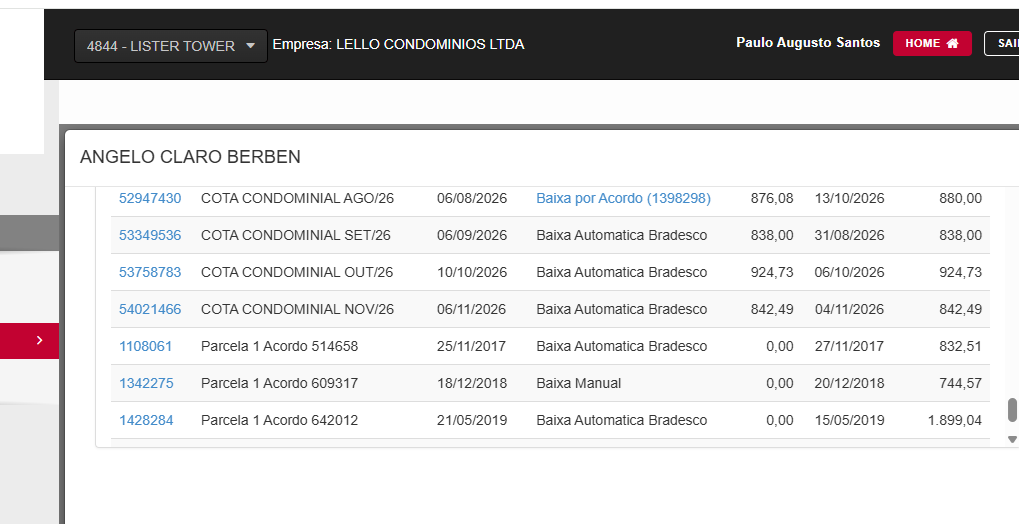 4844 - LISTER TOWER Empresa: LELLO CONDOMINIOS LTDA Paulo Augusto Santos HOME SAI
ANGELO CLARO BERBEN
52947430 COTA CONDOMINIAL AGO/26 06/08/2026 Baixa por Acordo (1398298) 876,08 13/10/2026 880,00
53349536 COTA CONDOMINIAL SET/26 06/09/2026 Baixa Automatica Bradesco 838,00 31/08/2026 838,00
53758783 COTA CONDOMINIAL OUT/26 10/10/2026 Baixa Automatica Bradesco 924,73 06/10/2026 924,73
54021466 COTA CONDOMINIAL NOV/26 06/11/2026 Baixa Automatica Bradesco 842,49 04/11/2026 842,49
1108061 Parcela 1 Acordo 514658 25/11/2017 Baixa Automatica Bradesco 0,00 27/11/2017 832,51
1342275 Parcela 1 Acordo 609317 18/12/2018 Baixa Manual 0,00 20/12/2018 744,57
1428284 Parcela 1 Acordo 642012 21/05/2019 Baixa Automatica Bradesco 0,00 15/05/2019 1.899,04